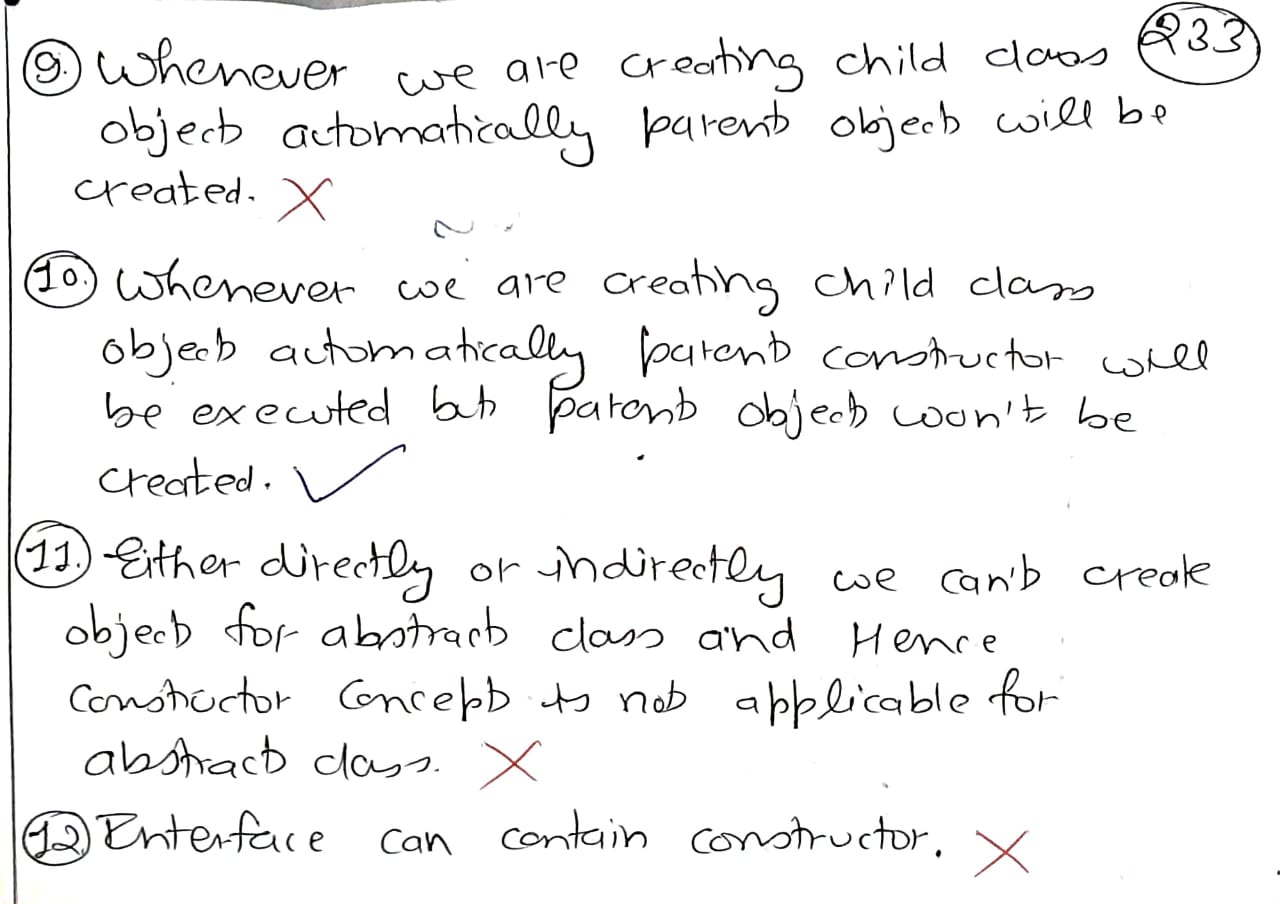 9. Whenever we are creating child class 233
object automatically parent object will be
created. ✗
10. Whenever we are creating child class
object automatically parent constructor will
be executed but parent object won't be
created. ✓
11. Either directly or indirectly we can't create
object for abstract class and Hence
Constructor Concept is not applicable for
abstract class. ✗
12. Interface can contain constructor. ✗